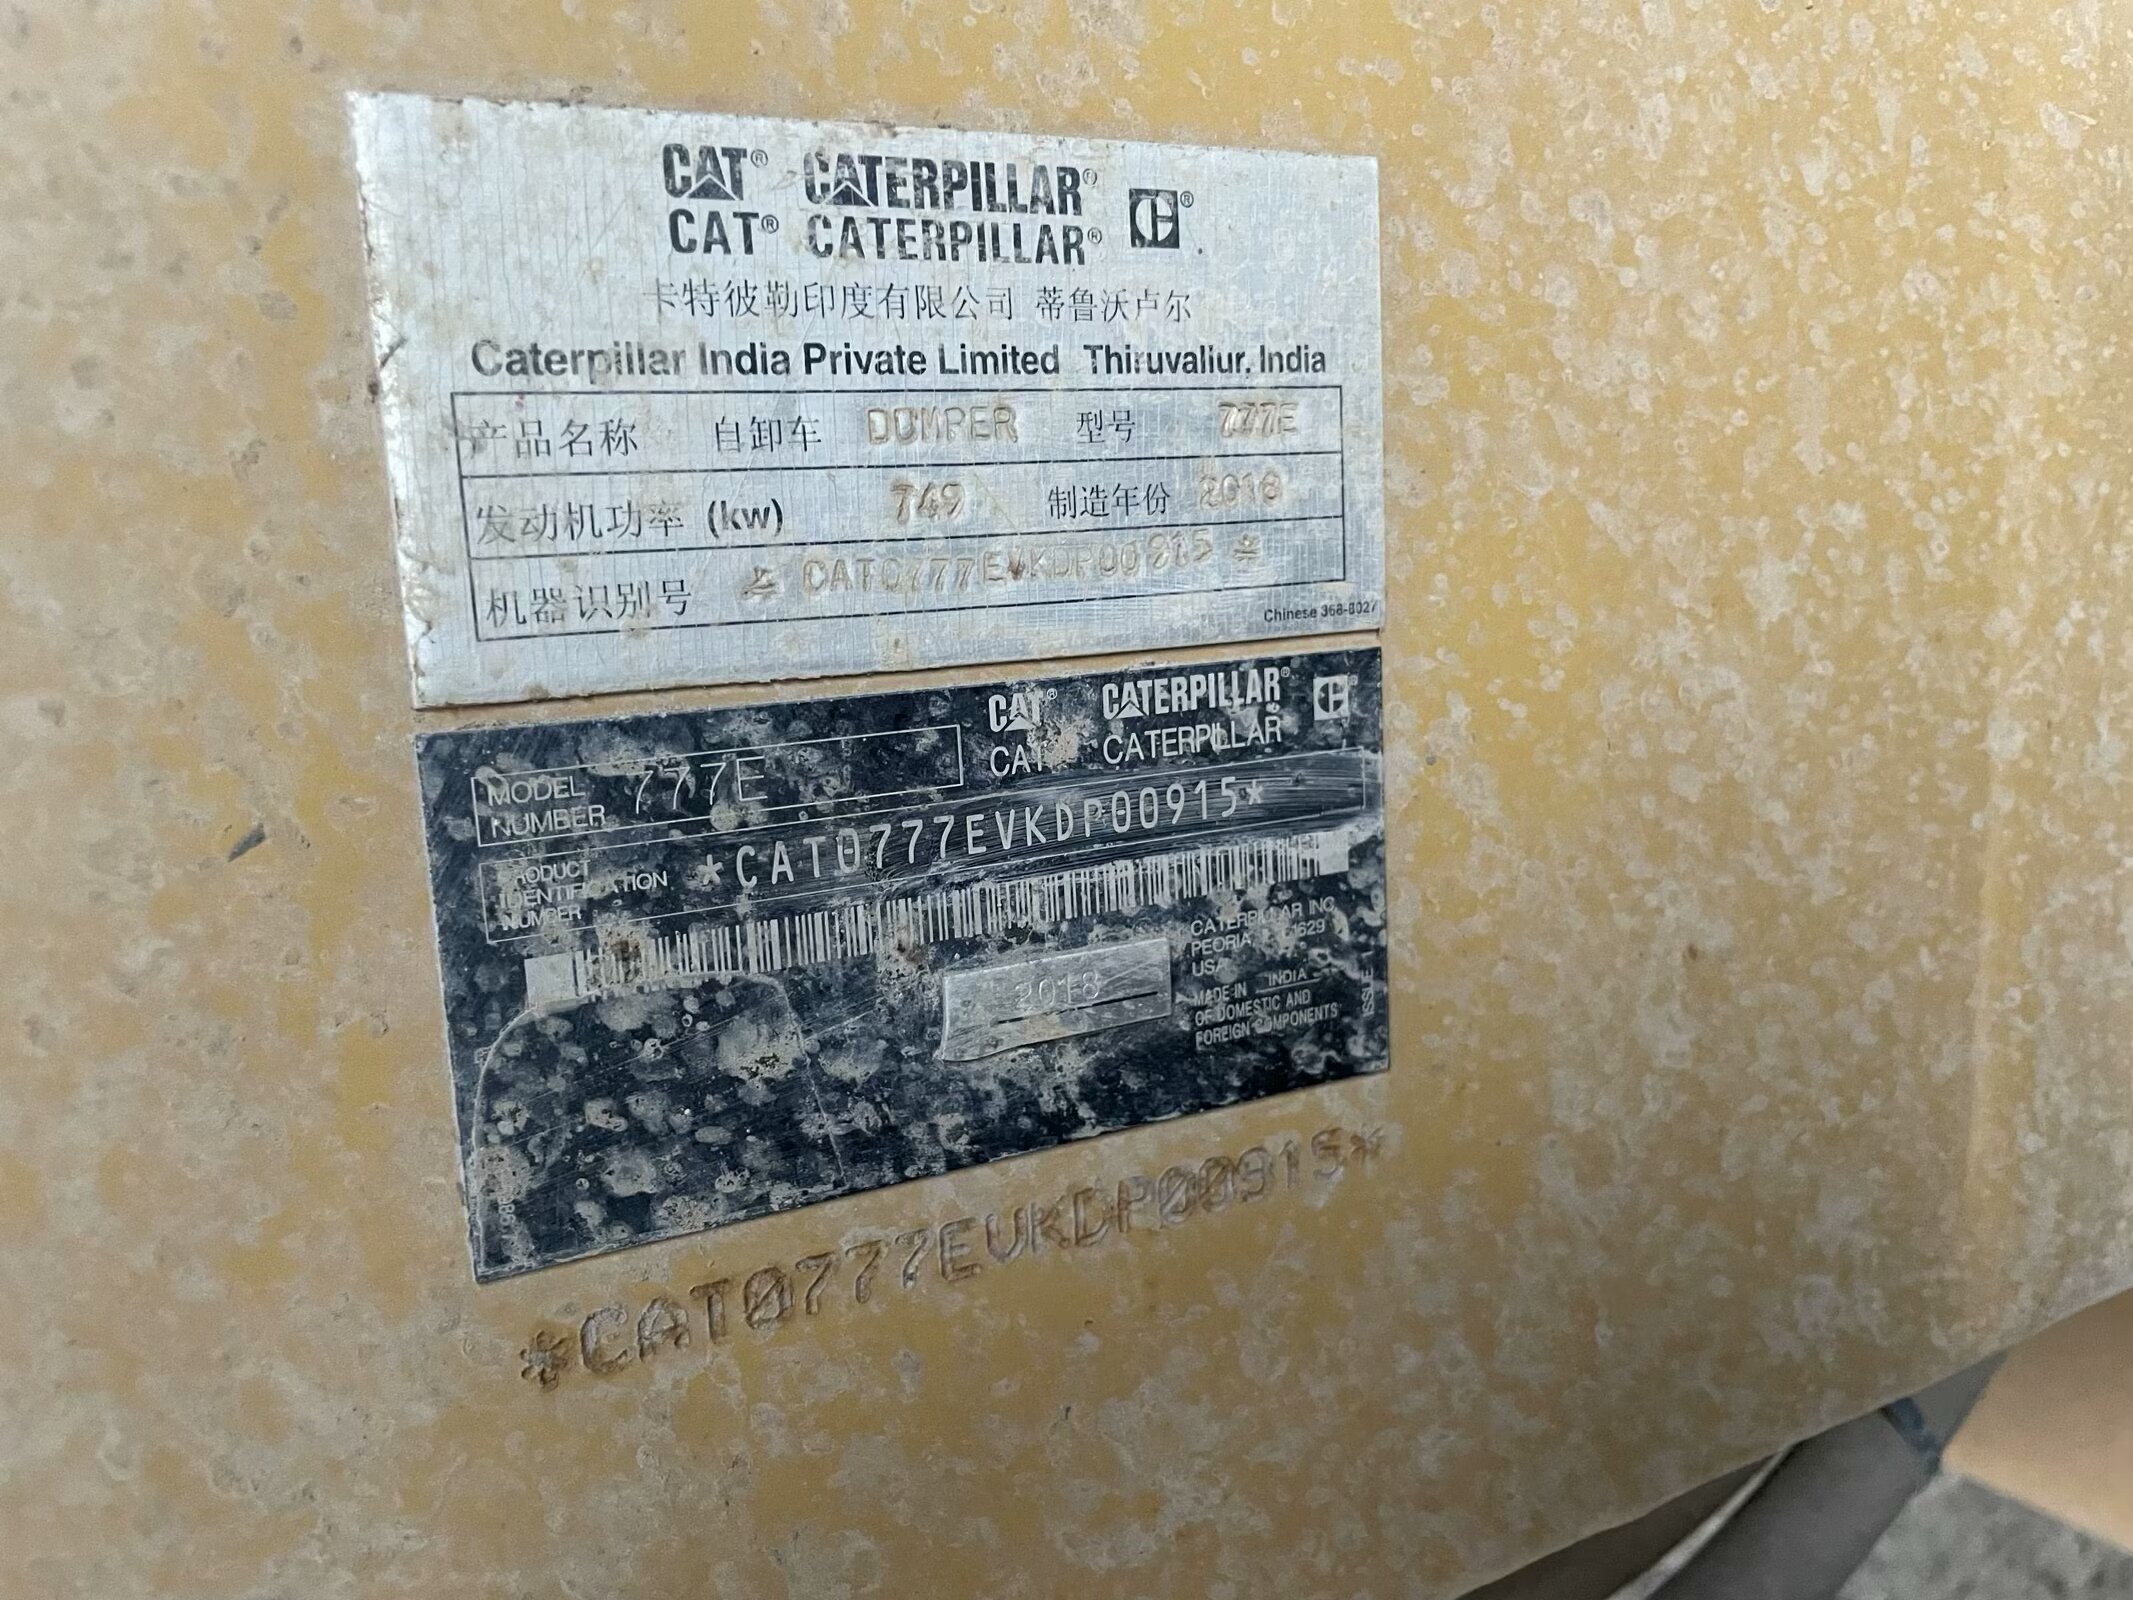 CAT® CATERPILLAR®
CAT® CATERPILLAR®
卡特彼勒印度有限公司 蒂鲁沃卢尔
Caterpillar India Private Limited Thiruvallur, India
产品名称 自卸车 DUMPER 型号 777E
发动机功率 (kw) 749 制造年份 2018
机器识别号 * CAT0777EVKDP00915 *
Chinese 368-8027
CAT® CATERPILLAR®
CAT CATERPILLAR®
MODEL NUMBER 777E
PRODUCT IDENTIFICATION NUMBER *CAT0777EVKDP00915*
CATERPILLAR INC.
PEORIA
USA
2018
MADE IN INDIA
OF DOMESTIC AND
FOREIGN COMPONENTS
ISSUE 1
*CAT0777EVKDP00915*